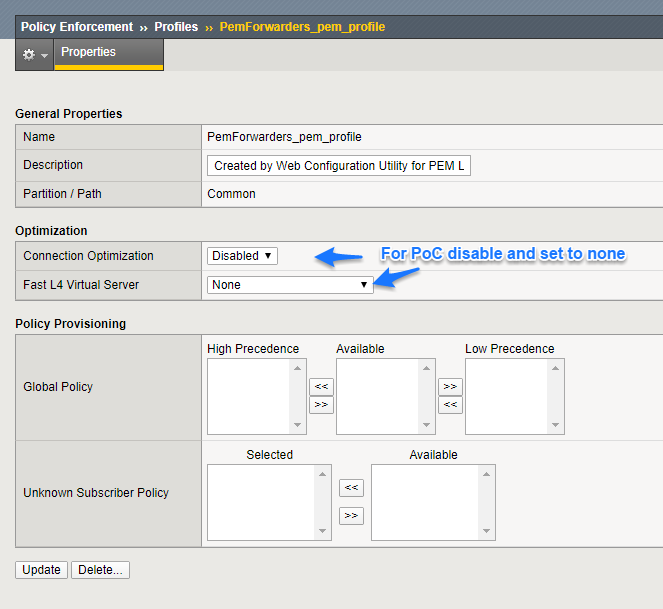 Policy Enforcement ›› Profiles ›› PemForwarders_pem_profile
Properties
General Properties
Name PemForwarders_pem_profile
Description Created by Web Configuration Utility for PEM L
Partition / Path Common
Optimization
Connection Optimization Disabled
For PoC disable and set to none
Fast L4 Virtual Server None
Policy Provisioning
High Precedence Available Low Precedence
Global Policy
<< >>
>> <<
Selected Available
Unknown Subscriber Policy
<<
>>
Update Delete...